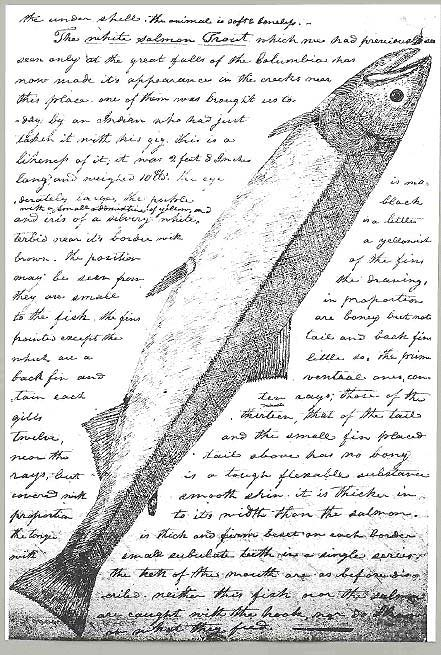 the under shell. the animal is soft & boneless. —
The white salmon Trout which we had previously
seen only at the great falls of the Columbia has
now made it's appearance in the creeks near
this place. one of them was brought us to-
-day by an Indian who had just
taken it with his gig. this is a
likeness of it, it was 2 feet 8 Inches
long and weighed 10 lbs. the eye is mo-
derately large, the puple black
with a small admixture of yellow, and
and iris of a silvery white, is a little
terbid near it's border with a yellowish
brown. the position of the fins
may be seen from the drawing,
they are small in proportion
to the fish. the fins are boney but not
pointed except the tail and back fins
which are a little so, the prime
back fin and ventral ones, con-
tain each ten rays; those of the
gills thirteen, that of the tail
twelve, and the small fin placed
near the tail above has no bony
rays, but is a tough flexable substance
covered with smooth skin. it is thicker in
proportion to it's width than the salmon.
the tongue is thick and firm beset on each border
with small subulate teeth in a single series.
the teeth of the mouth are as before dis-
cribed. neither this fish nor the salmon
are caught with the hook, nor do
on what they feed.